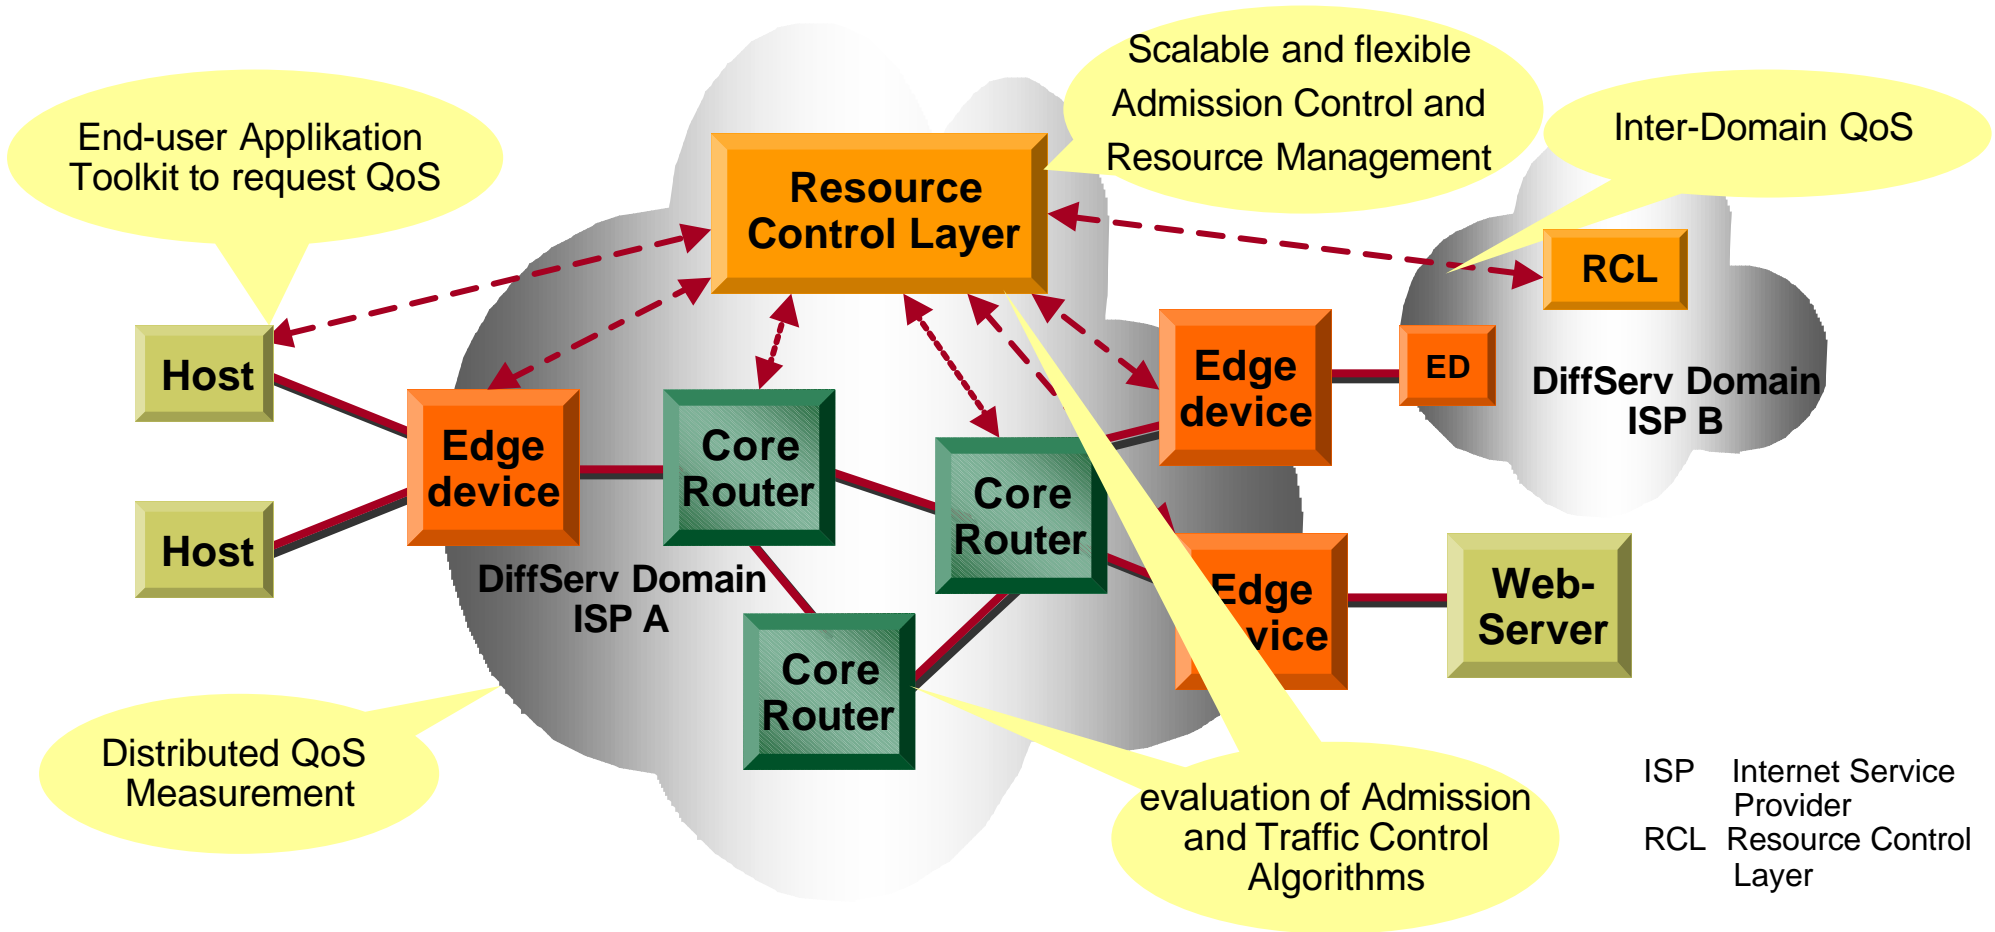 Scalable and flexible
Admission Control and
Resource Management
End-user Applikation
Toolkit to request QoS
Inter-Domain QoS
Resource
Control Layer
RCL
Host
Edge
device
ED
DiffServ Domain
ISP B
Edge
device
Core
Router
Core
Router
Host
DiffServ Domain
ISP A
Edge
vice
Web-
Server
Core
Router
Distributed QoS
Measurement
evaluation of Admission
and Traffic Control
Algorithms
ISP Internet Service
Provider
RCL Resource Control
Layer